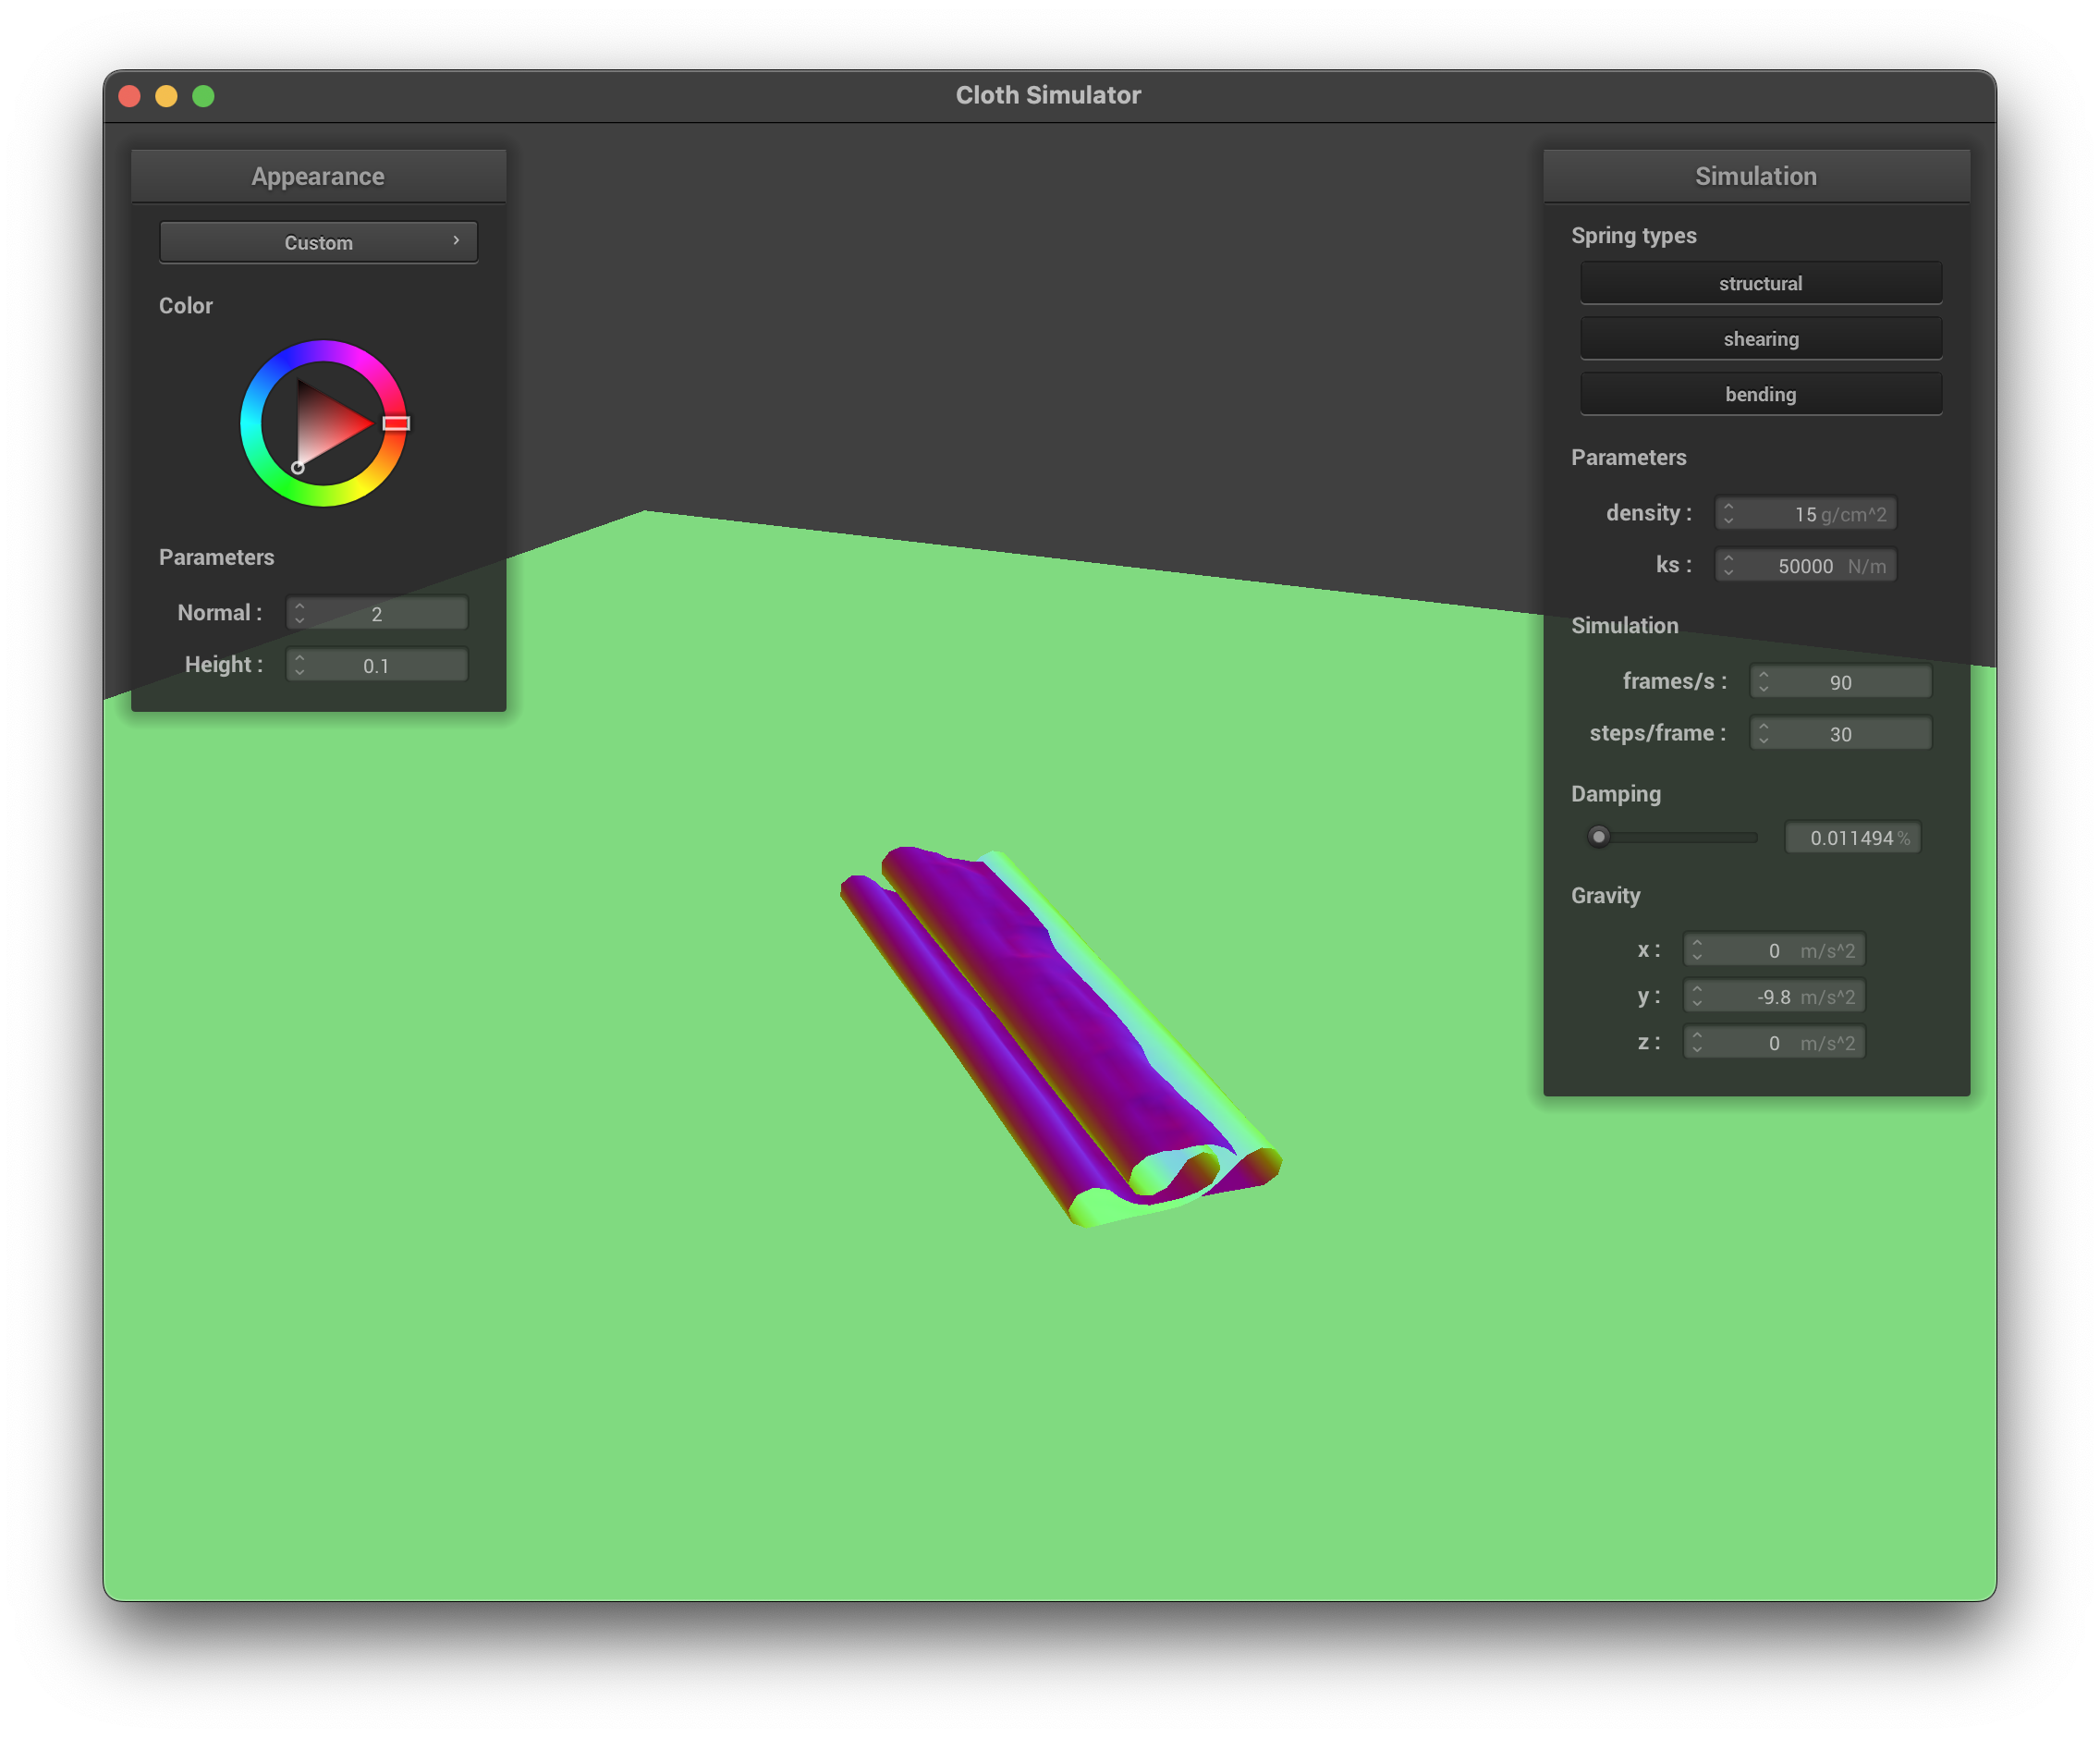 Cloth Simulator
Appearance
Custom
Color
Parameters
Normal : 2
Height : 0.1
Simulation
Spring types
structural
shearing
bending
Parameters
density : 15 g/cm^2
ks : 50000 N/m
Simulation
frames/s : 90
steps/frame : 30
Damping
0.011494 %
Gravity
x : 0 m/s^2
y : -9.8 m/s^2
z : 0 m/s^2